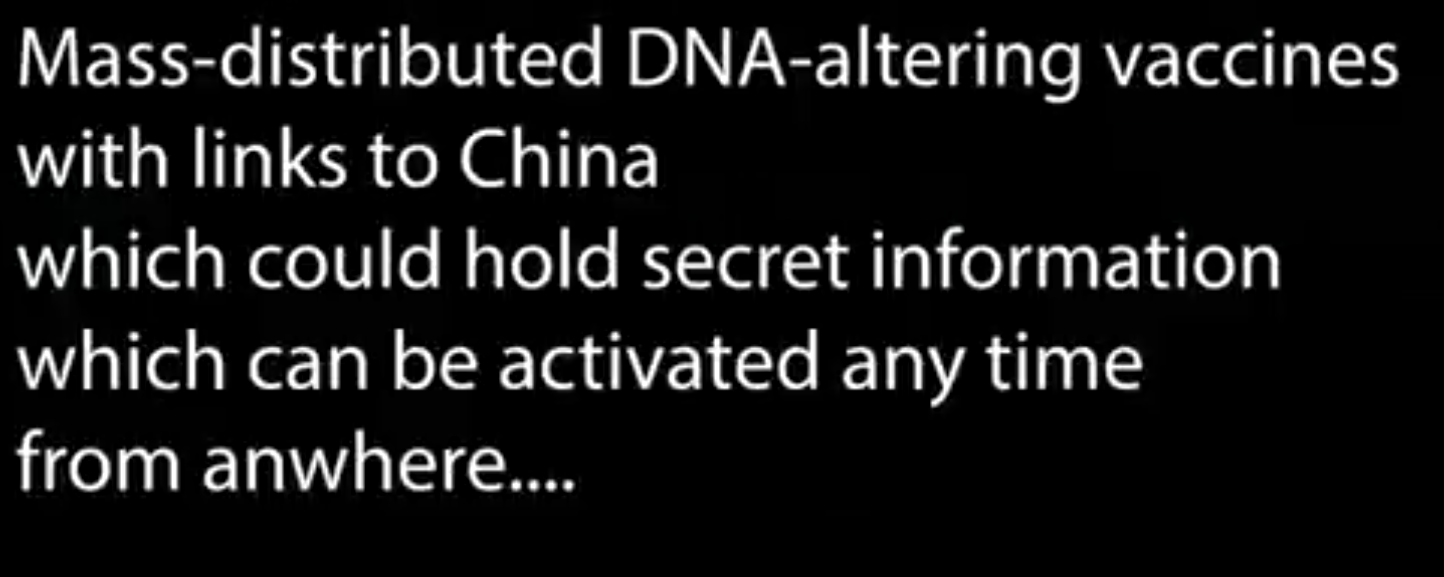 Mass-distributed DNA-altering vaccines
with links to China
which could hold secret information
which can be activated any time
from anwhere....